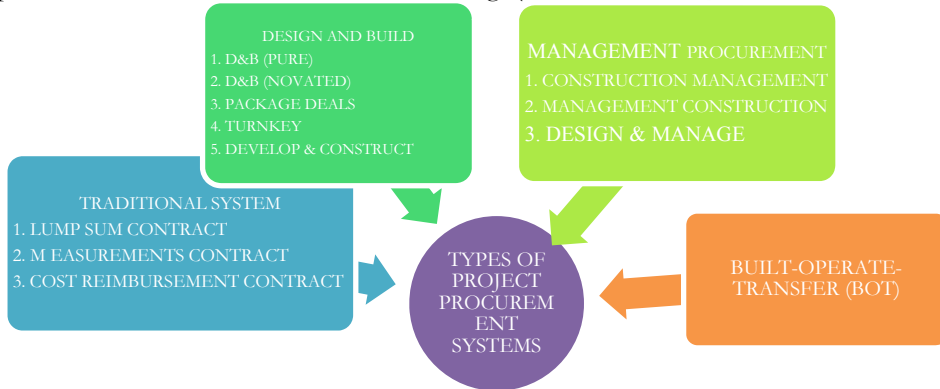 DESIGN AND BUILD
1. D&B (PURE)
2. D&B (NOVATED)
3. PACKAGE DEALS
4. TURNKEY
5. DEVELOP & CONSTRUCT
MANAGEMENT PROCUREMENT
1. CONSTRUCTION MANAGEMENT
2. MANAGEMENT CONSTRUCTION
3. DESIGN & MANAGE
TRADITIONAL SYSTEM
1. LUMP SUM CONTRACT
2. M EASUREMENTS CONTRACT
3. COST REIMBURSEMENT CONTRACT
TYPES OF
PROJECT
PROCUREM
ENT
SYSTEMS
BUILT-OPERATE-
TRANSFER (BOT)